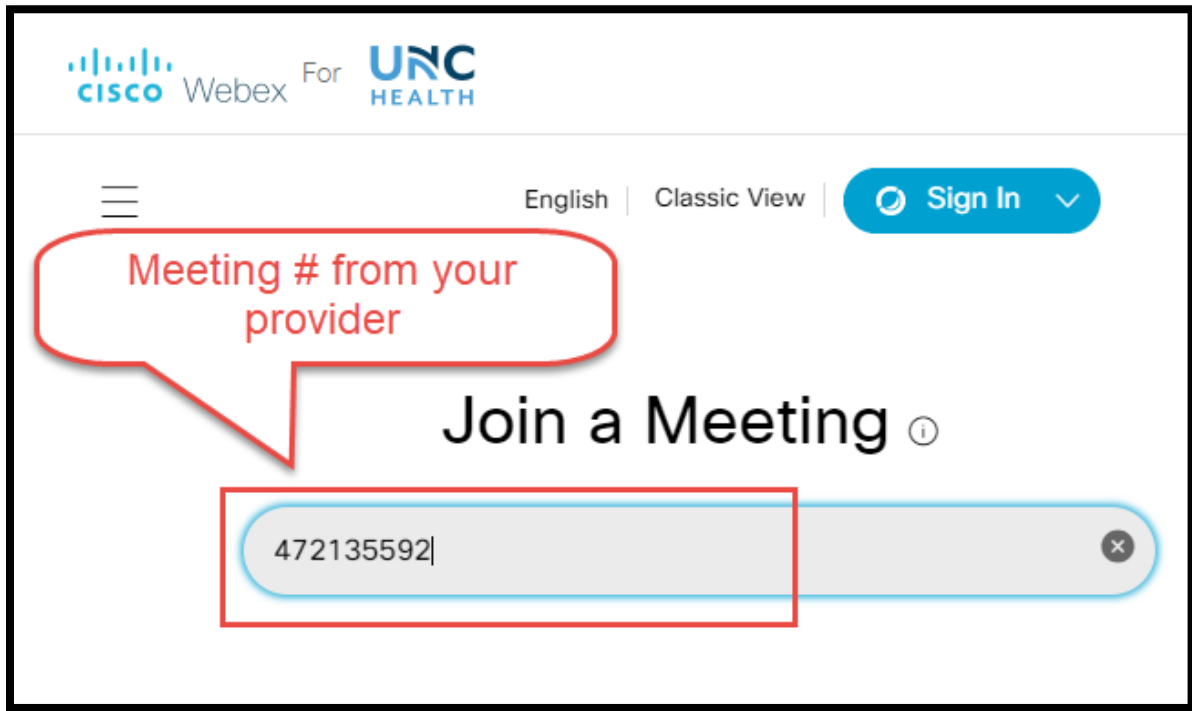 CISCO Webex For UNC HEALTH
English Classic View Sign In
Meeting # from your
provider
Join a Meeting
472135592